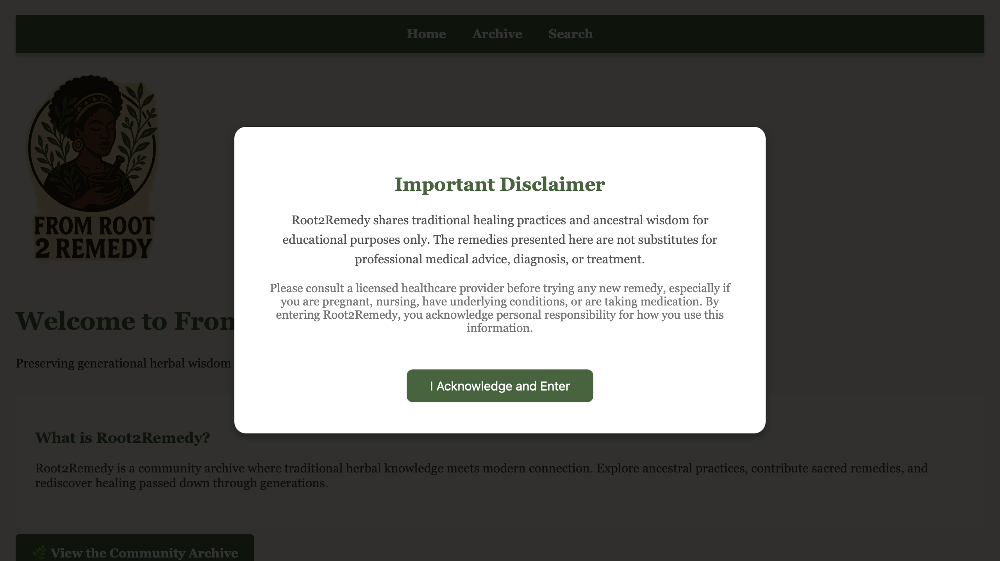 Home Archive Search
FROM ROOT
2 REMEDY
Important Disclaimer
Root2Remedy shares traditional healing practices and ancestral wisdom for
educational purposes only. The remedies presented here are not substitutes for
professional medical advice, diagnosis, or treatment.
Please consult a licensed healthcare provider before trying any new remedy, especially if
you are pregnant, nursing, have underlying conditions, or are taking medication. By
entering Root2Remedy, you acknowledge personal responsibility for how you use this
information.
I Acknowledge and Enter
Welcome to
Preserving generational herbal wisdom
What is Root2Remedy?
Root2Remedy is a community archive where traditional herbal knowledge meets modern connection. Explore ancestral practices, contribute sacred remedies, and
rediscover healing passed down through generations.
🌿 View the Community Archive